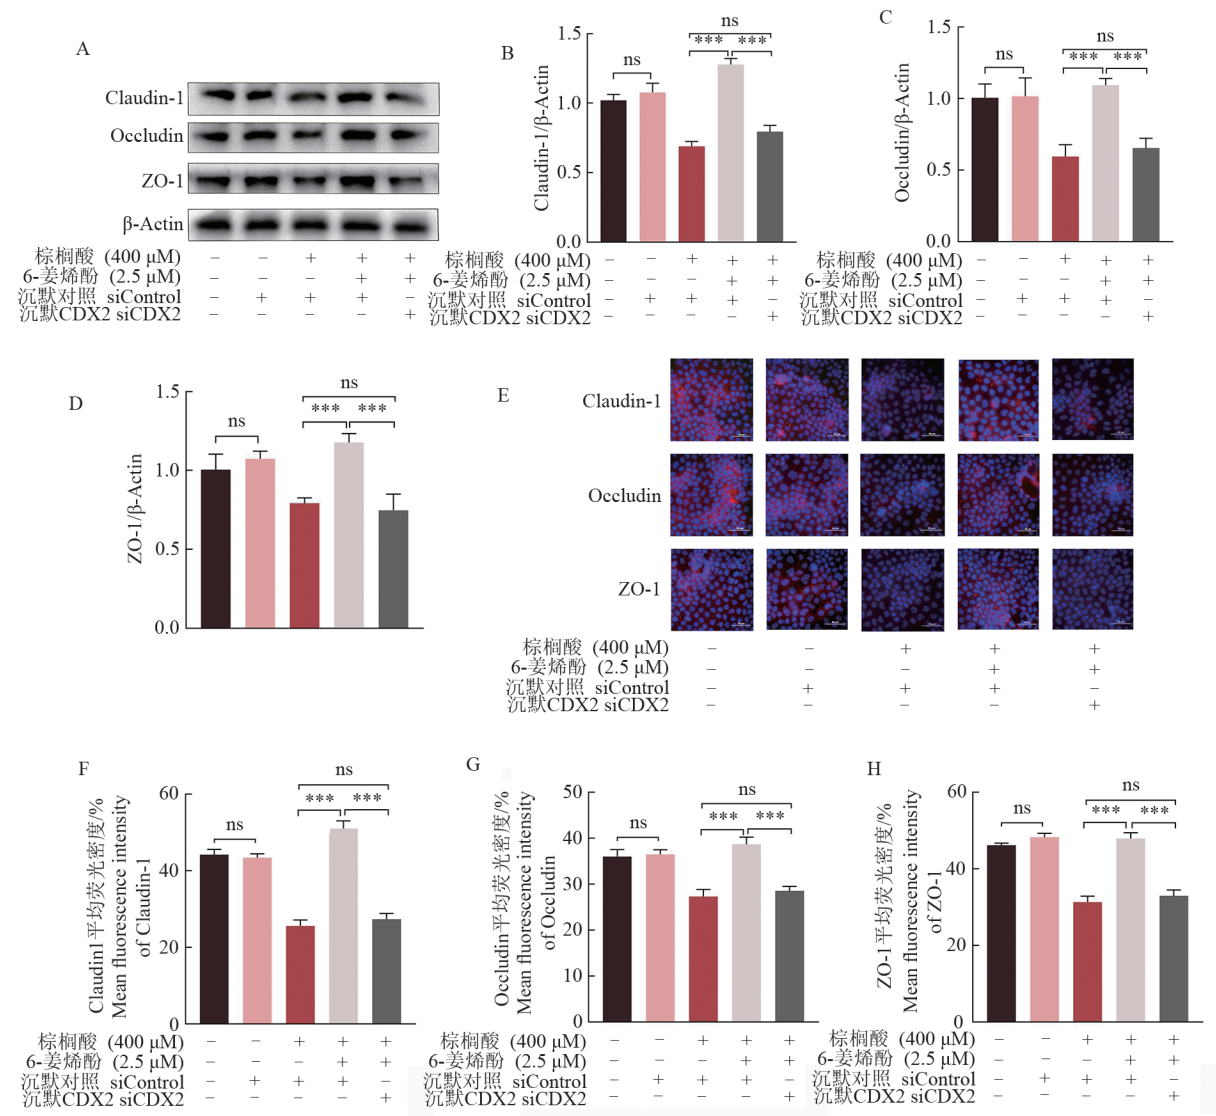 A
Claudin-1
Occludin
ZO-1
β-Actin
棕榈酸 (400 μM) − − + + +
6-姜烯酚 (2.5 μM) − − − + +
沉默对照 siControl − + + + −
沉默CDX2 siCDX2 − − − − +
B
Claudin-1/β-Actin
1.5
1.0
0.5
0.0
ns
*** ***
ns
棕榈酸 (400 μM) − − + + +
6-姜烯酚 (2.5 μM) − − − + +
沉默对照 siControl − + + + −
沉默CDX2 siCDX2 − − − − +
C
Occludin/β-Actin
1.5
1.0
0.5
0.0
ns
*** ***
ns
棕榈酸 (400 μM) − − + + +
6-姜烯酚 (2.5 μM) − − − + +
沉默对照 siControl − + + + −
沉默CDX2 siCDX2 − − − − +
D
ZO-1/β-Actin
1.5
1.0
0.5
0.0
ns
*** ***
ns
E
Claudin-1
Occludin
ZO-1
棕榈酸 (400 μM) − − + + +
6-姜烯酚 (2.5 μM) − − − + +
沉默对照 siControl − + + + −
沉默CDX2 siCDX2 − − − − +
F
Claudin1平均荧光密度/%
Mean fluorescence intensity
of Claudin-1
60
40
20
0
ns
*** ***
ns
棕榈酸 (400 μM) − − + + +
6-姜烯酚 (2.5 μM) − − − + +
沉默对照 siControl − + + + −
沉默CDX2 siCDX2 − − − − +
G
Occludin平均荧光密度/%
Mean fluorescence intensity
of Occludin
50
40
30
20
10
0
ns
*** ***
ns
棕榈酸 (400 μM) − − + + +
6-姜烯酚 (2.5 μM) − − − + +
沉默对照 siControl − + + + −
沉默CDX2 siCDX2 − − − − +
H
ZO-1平均荧光密度/%
Mean fluorescence intensity
of ZO-1
60
40
20
0
ns
*** ***
ns
棕榈酸 (400 μM) − − + + +
6-姜烯酚 (2.5 μM) − − − + +
沉默对照 siControl − + + + −
沉默CDX2 siCDX2 − − − − +